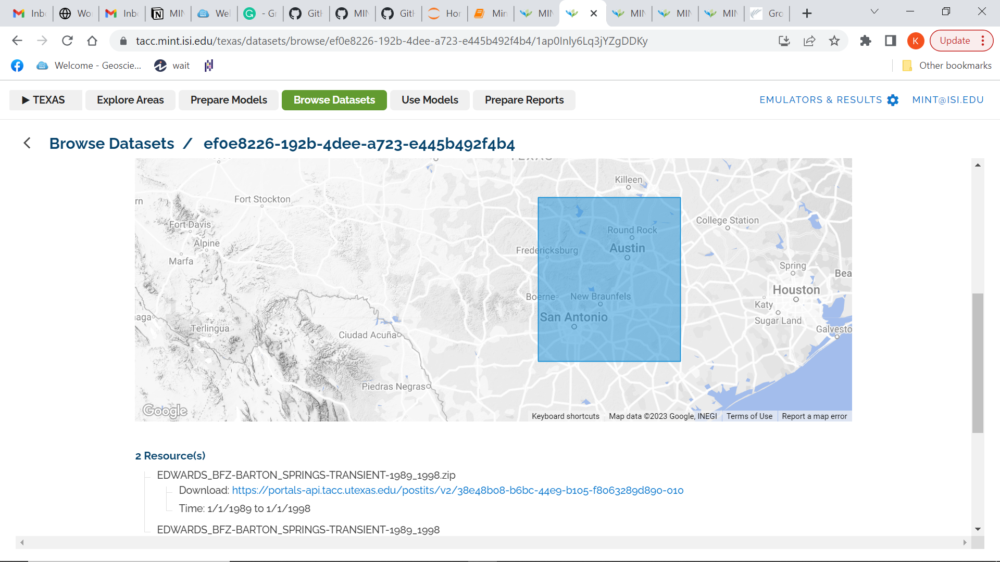 Inb
Wo
Inb
MIN
Wel
- Gr
Git
MIN
Git
Hor
Min
MIN
MIN
MIN
MIN
Gro
tacc.mint.isi.edu/texas/datasets/browse/ef0e8226-192b-4dee-a723-e445b492f4b4/1ap0Inly6Lq3jYZgDDKy
K
Update
Welcome - Geoscie...
wait
Other bookmarks
▶ TEXAS
Explore Areas
Prepare Models
Browse Datasets
Use Models
Prepare Reports
EMULATORS & RESULTS
MINT@ISI.EDU
Browse Datasets / ef0e8226-192b-4dee-a723-e445b492f4b4
TEXAS
Killeen
rn
Fort Stockton
College Station
Fort Davis
Round Rock
Alpine
Austin
Fredericksburg
Marfa
Spring
Bea
Houston
Boerne
New Braunfels
Katy
aga
San Antonio
Sugar Land
Terlingua
Galvesto
Ciudad Acuña
Piedras Negras
Google
Keyboard shortcuts
Map data ©2023 Google, INEGI
Terms of Use
Report a map error
2 Resource(s)
EDWARDS_BFZ-BARTON_SPRINGS-TRANSIENT-1989_1998.zip
Download: https://portals-api.tacc.utexas.edu/postits/v2/38e48b08-b6bc-44e9-b105-f8063289d890-010
Time: 1/1/1989 to 1/1/1998
EDWARDS_BFZ-BARTON_SPRINGS-TRANSIENT-1989_1998